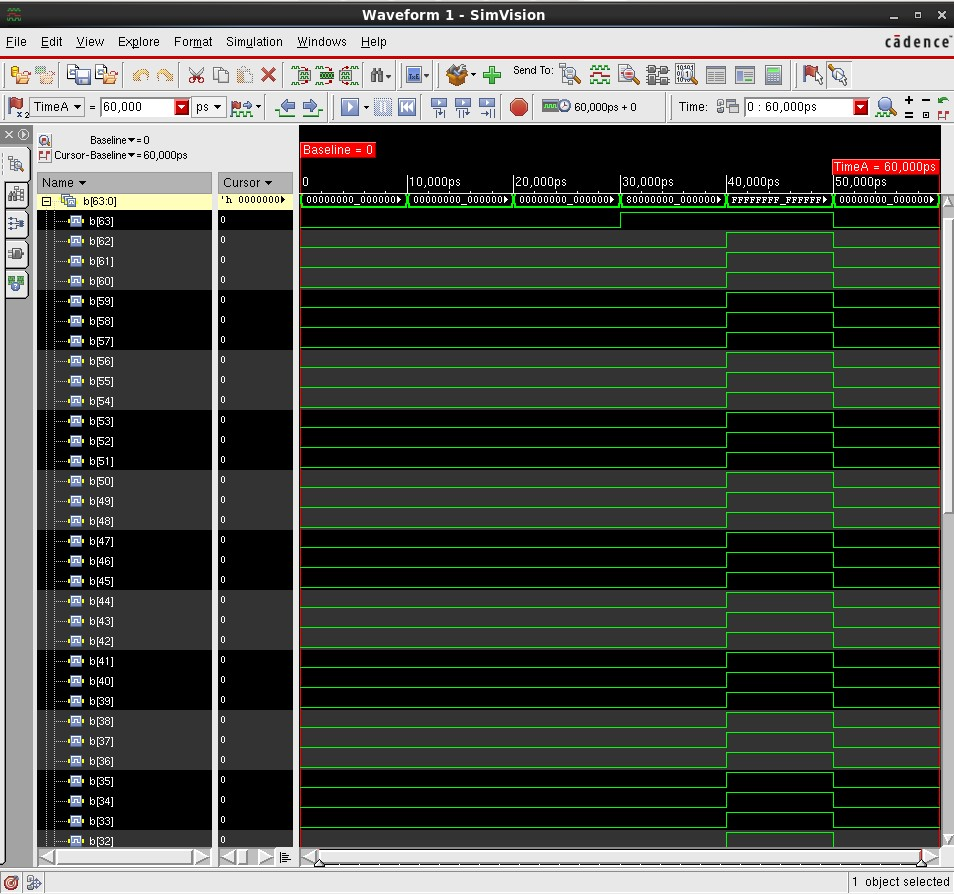 Waveform 1 - SimVision
File Edit View Explore Format Simulation Windows Help
cādence
Send To:
TimeA = 60,000 ps
60,000ps + 0
Time: 0 : 60,000ps
Baseline = 0
Cursor-Baseline = 60,000ps
Baseline = 0
TimeA = 60,000ps
Name Cursor
0 10,000ps 20,000ps 30,000ps 40,000ps 50,000ps
b[63:0] 'h 0000000 00000000_000000 00000000_000000 00000000_000000 80000000_000000 FFFFFFFF_FFFFFF 00000000_000000
b[63] 0
b[62] 0
b[61] 0
b[60] 0
b[59] 0
b[58] 0
b[57] 0
b[56] 0
b[55] 0
b[54] 0
b[53] 0
b[52] 0
b[51] 0
b[50] 0
b[49] 0
b[48] 0
b[47] 0
b[46] 0
b[45] 0
b[44] 0
b[43] 0
b[42] 0
b[41] 0
b[40] 0
b[39] 0
b[38] 0
b[37] 0
b[36] 0
b[35] 0
b[34] 0
b[33] 0
b[32] 0
1 object selected